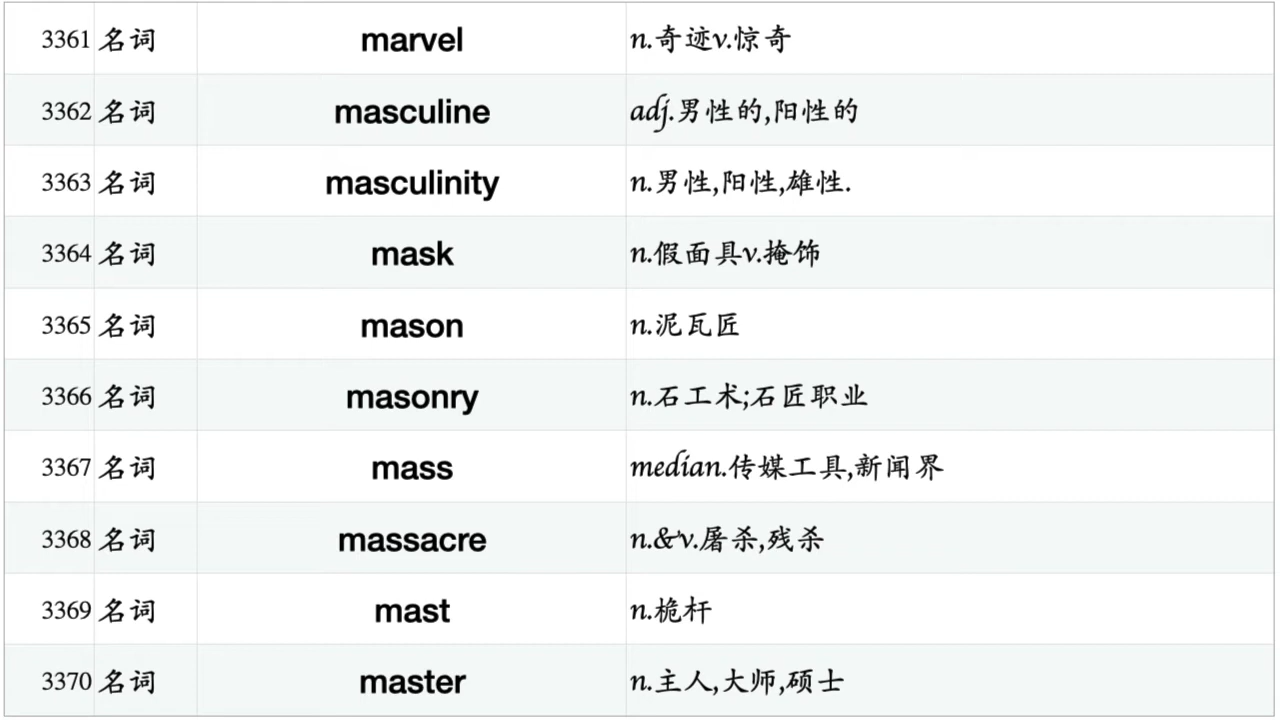 3361 名词 marvel n.奇迹v.惊奇
3362 名词 masculine adj.男性的,阳性的
3363 名词 masculinity n.男性,阳性,雄性.
3364 名词 mask n.假面具v.掩饰
3365 名词 mason n.泥瓦匠
3366 名词 masonry n.石工术;石匠职业
3367 名词 mass median.传媒工具,新闻界
3368 名词 massacre n.&v.屠杀,残杀
3369 名词 mast n.桅杆
3370 名词 master n.主人,大师,硕士